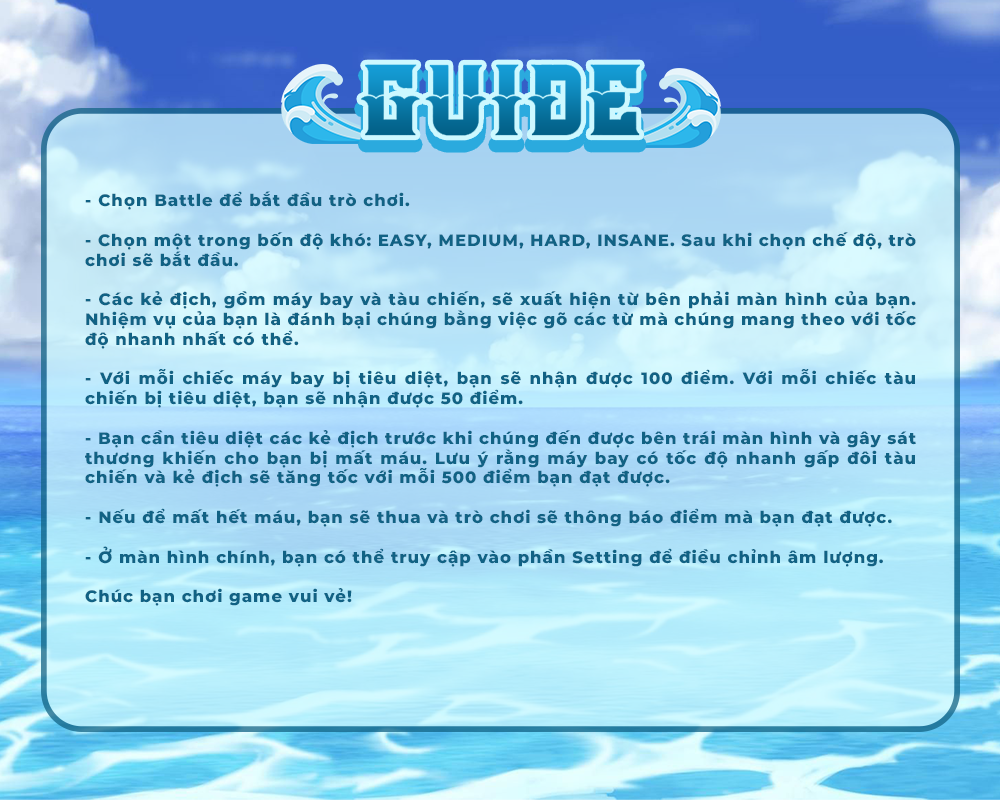 GUIDE
- Chọn Battle để bắt đầu trò chơi.
- Chọn một trong bốn độ khó: EASY, MEDIUM, HARD, INSANE. Sau khi chọn chế độ, trò
chơi sẽ bắt đầu.
- Các kẻ địch, gồm máy bay và tàu chiến, sẽ xuất hiện từ bên phải màn hình của bạn.
Nhiệm vụ của bạn là đánh bại chúng bằng việc gõ các từ mà chúng mang theo với tốc
độ nhanh nhất có thể.
- Với mỗi chiếc máy bay bị tiêu diệt, bạn sẽ nhận được 100 điểm. Với mỗi chiếc tàu
chiến bị tiêu diệt, bạn sẽ nhận được 50 điểm.
- Bạn cần tiêu diệt các kẻ địch trước khi chúng đến được bên trái màn hình và gây sát
thương khiến cho bạn bị mất máu. Lưu ý rằng máy bay có tốc độ nhanh gấp đôi tàu
chiến và kẻ địch sẽ tăng tốc với mỗi 500 điểm bạn đạt được.
- Nếu để mất hết máu, bạn sẽ thua và trò chơi sẽ thông báo điểm mà bạn đạt được.
- Ở màn hình chính, bạn có thể truy cập vào phần Setting để điều chỉnh âm lượng.
Chúc bạn chơi game vui vẻ!